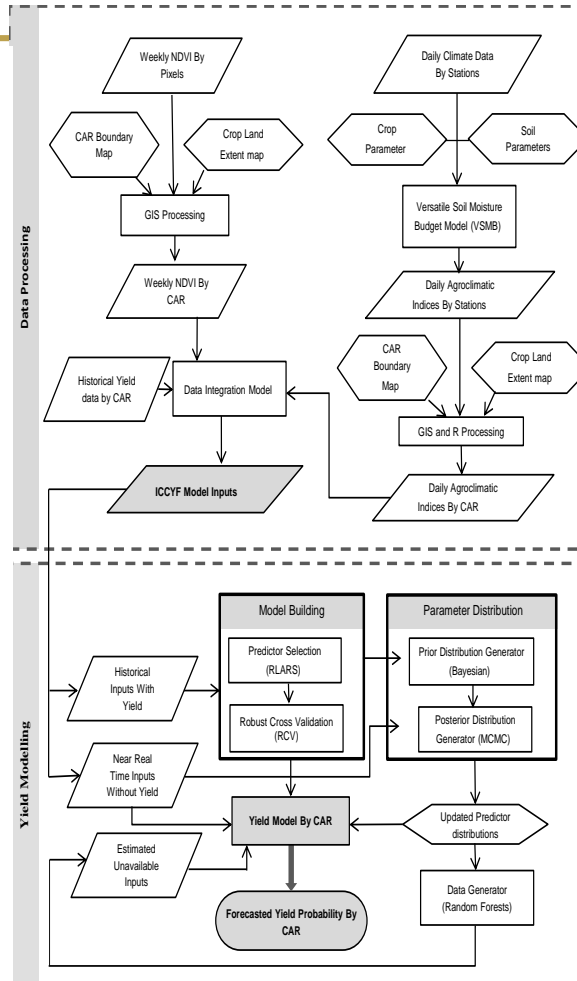 Data Processing
Weekly NDVI By
Pixels
Daily Climate Data
By Stations
CAR Boundary
Map
Crop Land
Extent map
Crop
Parameter
Soil
Parameters
GIS Processing
Versatile Soil Moisture
Budget Model (VSMB)
Weekly NDVI By
CAR
Daily Agroclimatic
Indices By Stations
CAR
Boundary
Map
Crop Land
Extent map
Historical Yield
data by CAR
Data Integration Model
GIS and R Processing
ICCYF Model Inputs
Daily Agroclimatic
Indices By CAR
Yield Modelling
Model Building
Parameter Distribution
Predictor Selection
(RLARS)
Prior Distribution Generator
(Bayesian)
Historical
Inputs With
Yield
Robust Cross Validation
(RCV)
Posterior Distribution
Generator (MCMC)
Near Real
Time Inputs
Without Yield
Yield Model By CAR
Updated Predictor
distributions
Estimated
Unavailable
Inputs
Data Generator
(Random Forests)
Forecasted Yield Probability By
CAR